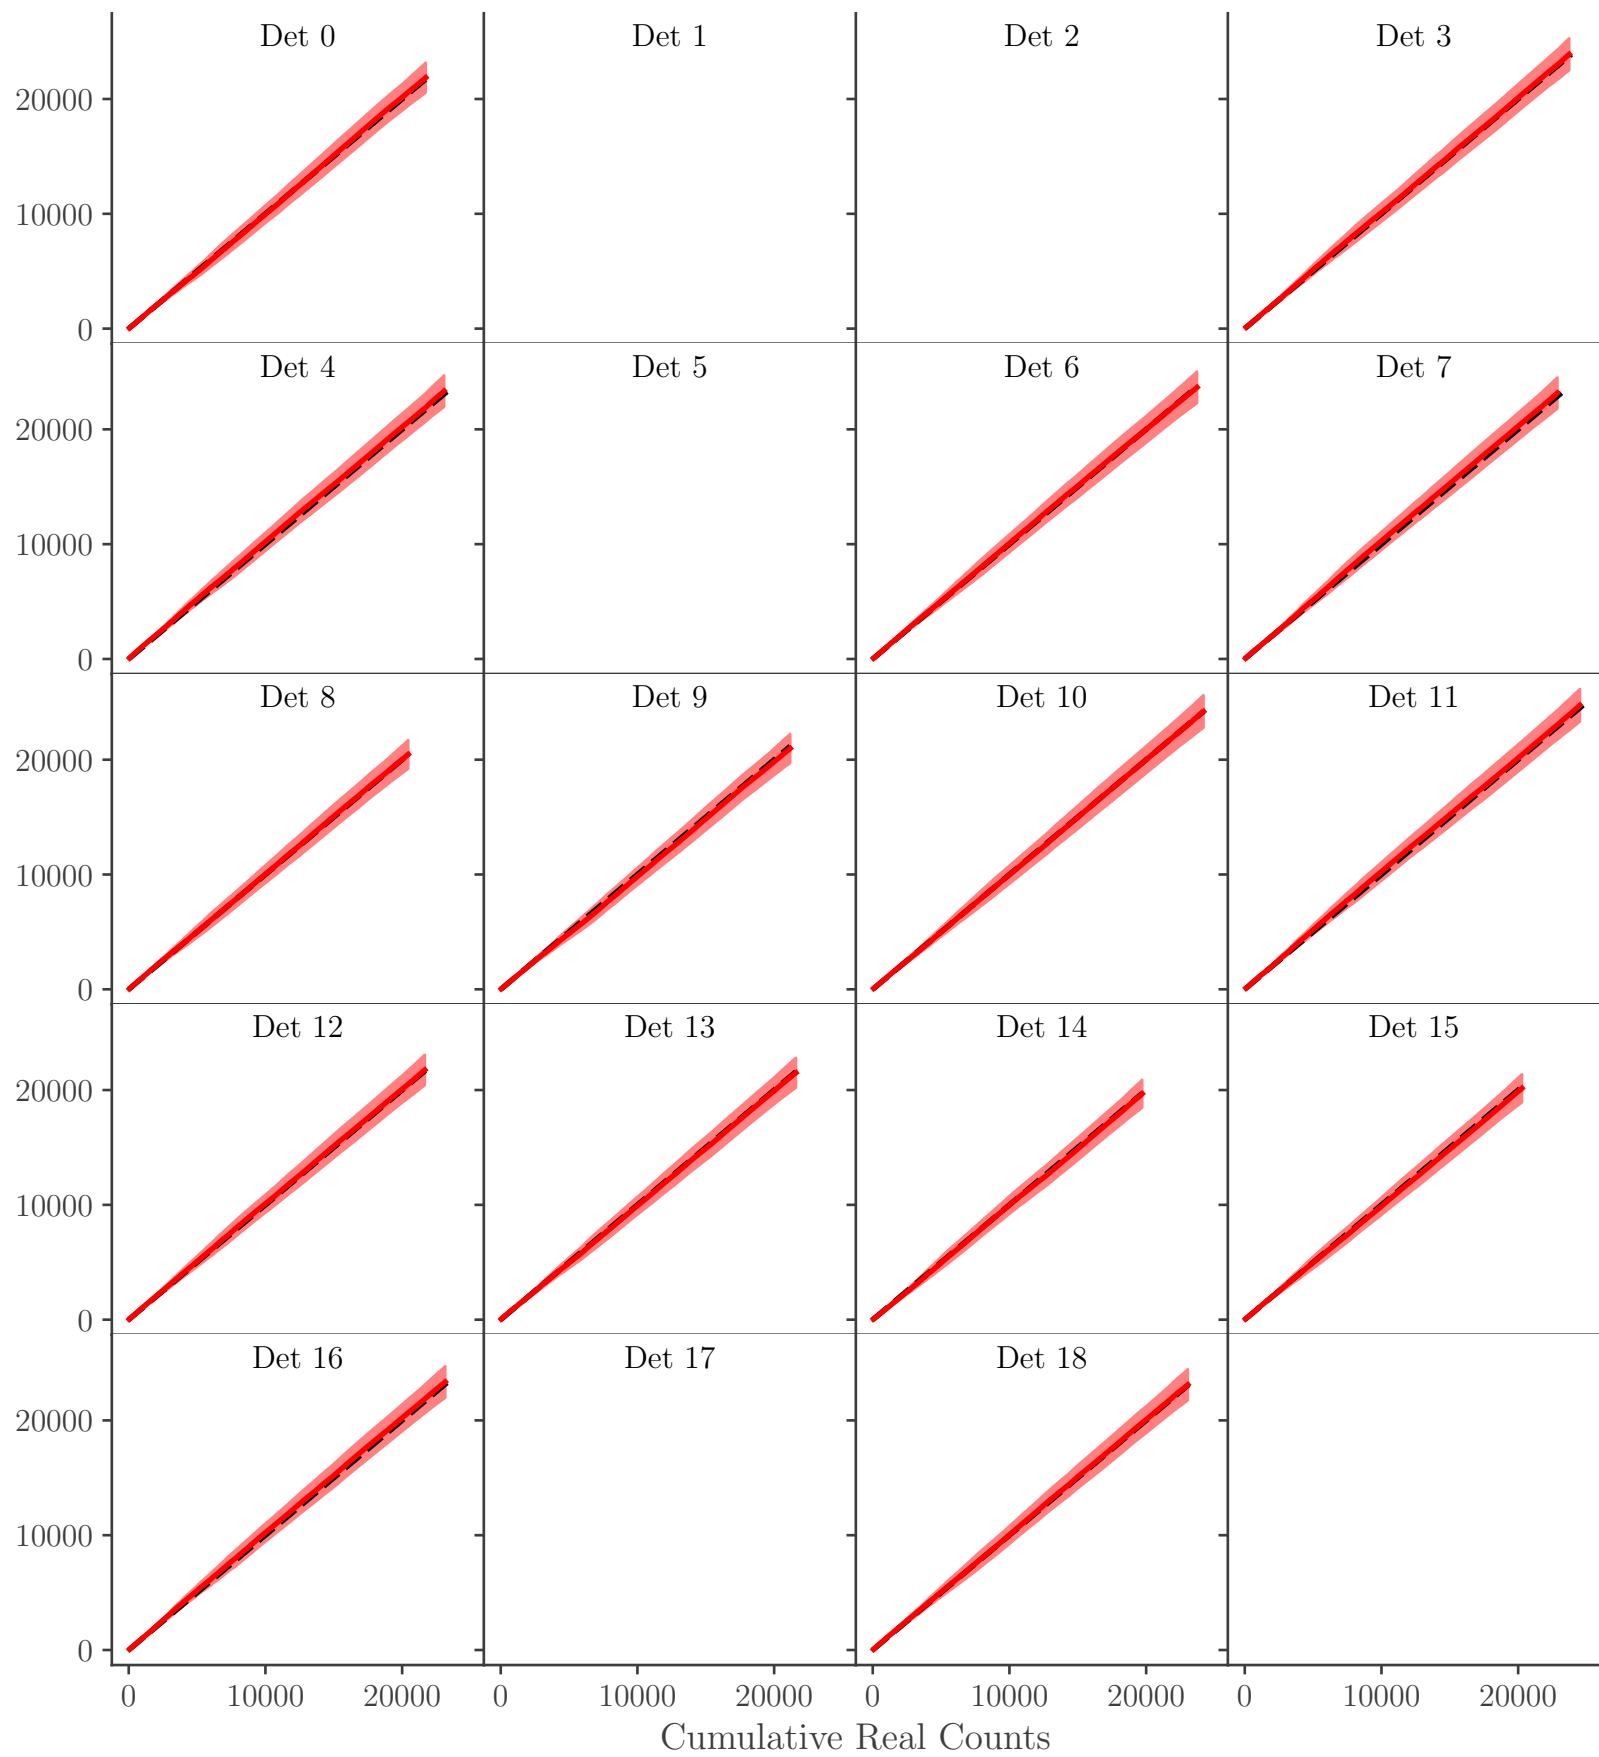 Det 0 Det 1 Det 2 Det 3
20000
10000
0
Det 4 Det 5 Det 6 Det 7
20000
10000
0
Det 8 Det 9 Det 10 Det 11
20000
10000
0
Det 12 Det 13 Det 14 Det 15
20000
10000
0
Det 16 Det 17 Det 18
20000
10000
0
0 10000 20000 0 10000 20000 0 10000 20000 0 10000 20000
Cumulative Real Counts